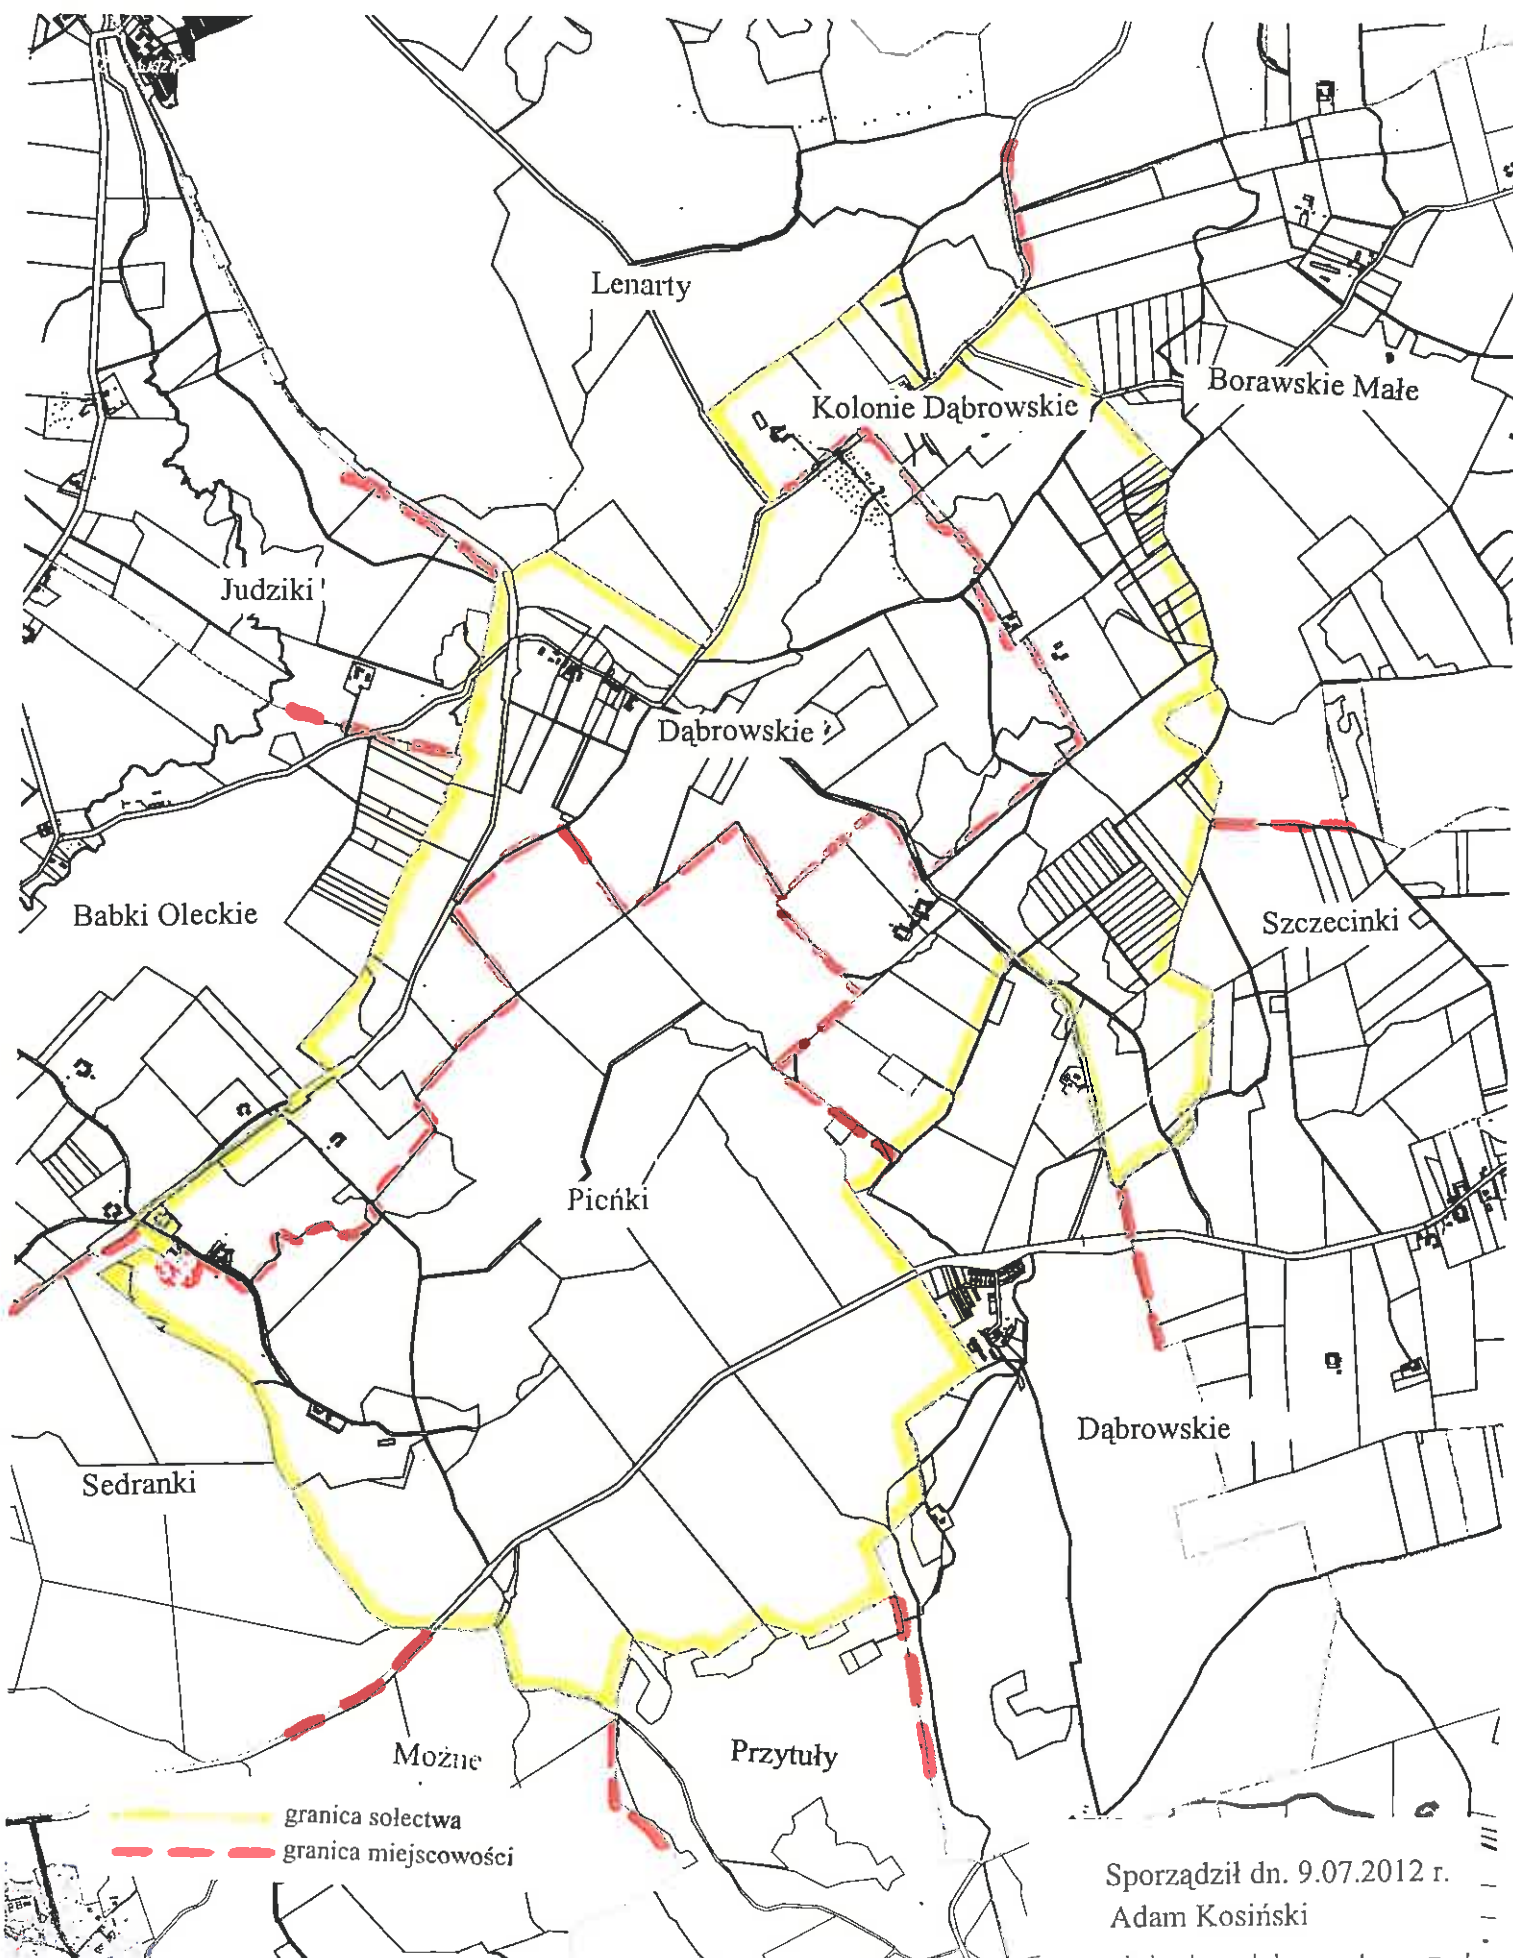 Lenarty
Kolonie Dąbrowskie
Borawskie Małe
Judziki
Dąbrowskie
Babki Oleckie
Szczecinki
Pieńki
Dąbrowskie
Sedranki
Możne
Przytuły
granica sołectwa
granica miejscowości
Sporządził dn. 9.07.2012 r.
Adam Kosiński